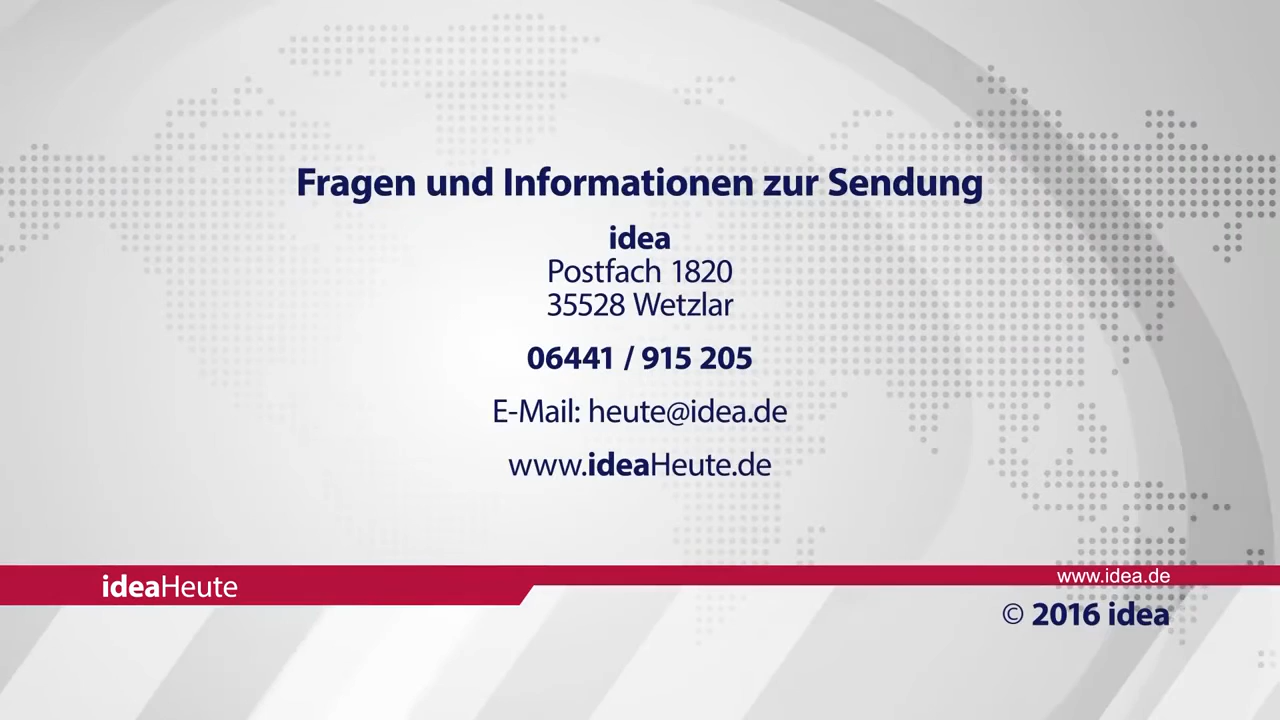 Fragen und Informationen zur Sendung
idea
Postfach 1820
35528 Wetzlar
06441 / 915 205
E-Mail: heute@idea.de
www.ideaHeute.de
ideaHeute
www.idea.de
© 2016 idea